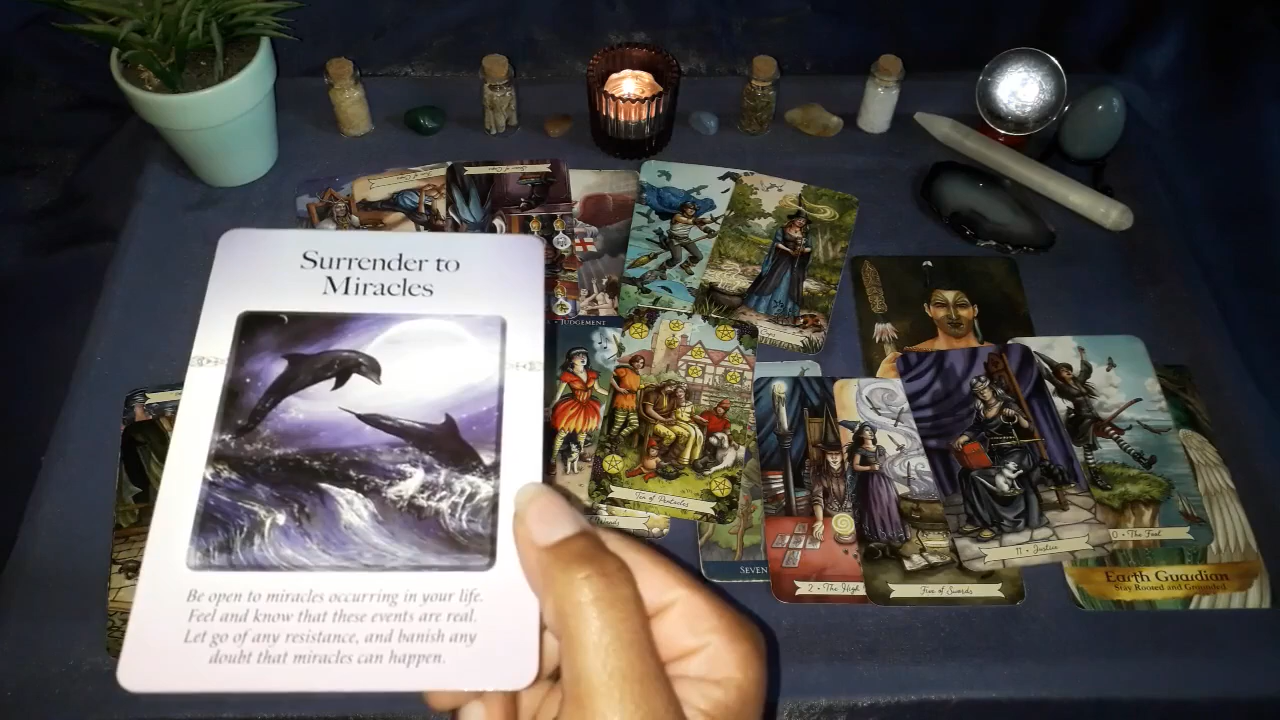 Surrender to
Miracles
Be open to miracles occurring in your life.
Feel and know that these events are real.
Let go of any resistance, and banish any
doubt that miracles can happen.
• JUDGEMENT
Ten of Pentacles
SEVEN
2 • The High
Five of Swords
11 • Justice
0 • The Fool
Earth Guardian
Stay Rooted and Grounded